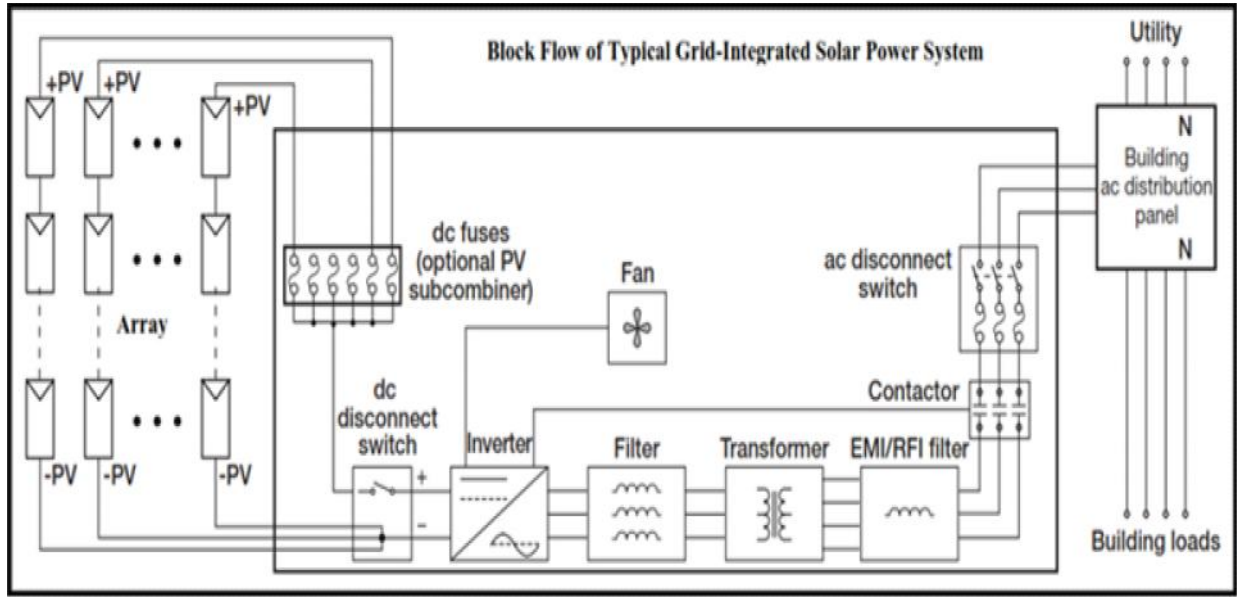 Block Flow of Typical Grid-Integrated Solar Power System
Utility
+PV
+PV
+PV
N
Building
ac distribution
panel
N
dc fuses
(optional PV
subcombiner)
Fan
ac disconnect
switch
Array
dc
disconnect
switch
Contactor
Inverter
Filter
Transformer
EMI/RFI filter
-PV
-PV
-PV
+
−
Building loads